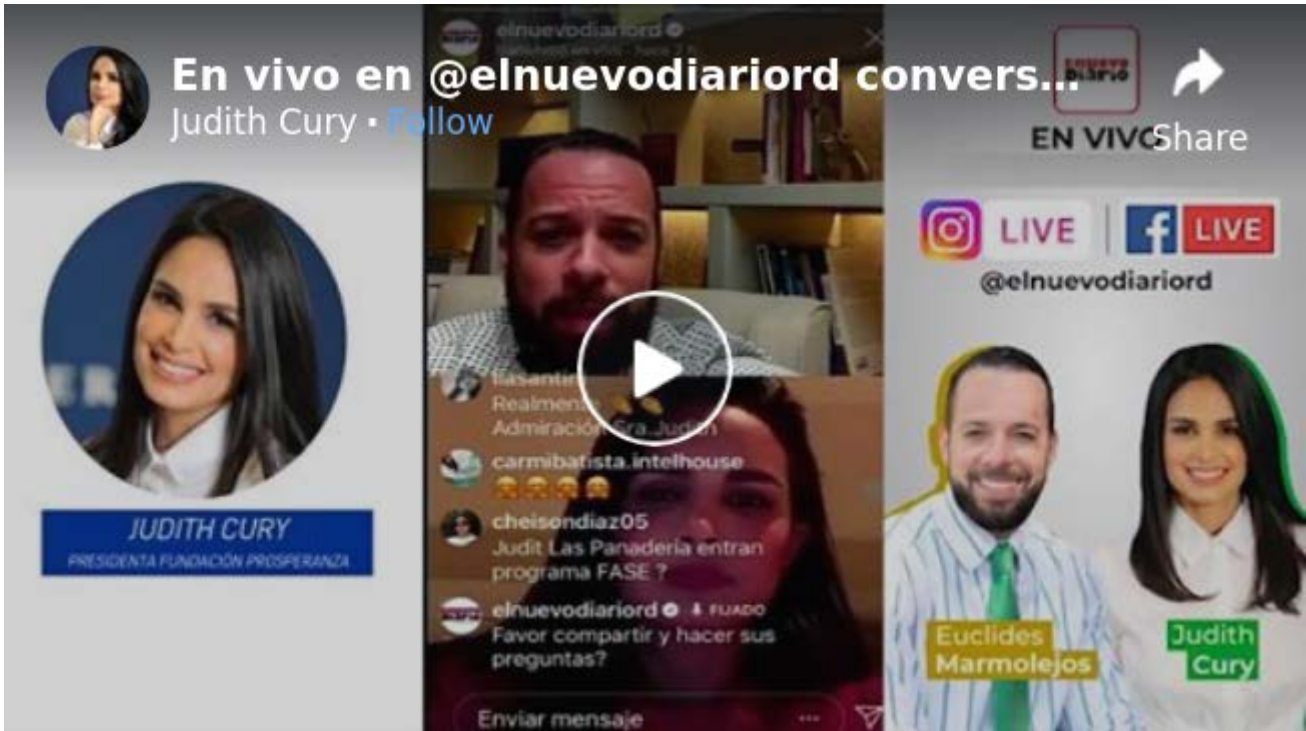 En vivo en @elnuevodiariord convers...
Judith Cury • Follow
Share
JUDITH CURY
PRESIDENTA FUNDACIÓN PROSPERANZA
elnuevodiariord
Realmente
Admiración Sra.Judith
carmibatista.intelhouse
cheisondiaz05
Judit Las Panadería entran
programa FASE ?
elnuevodiariord FIJADO
Favor compartir y hacer sus
preguntas?
Enviar mensaje
EN VIVO
LIVE | LIVE
@elnuevodiariord
Euclides
Marmolejos
Judith
Cury